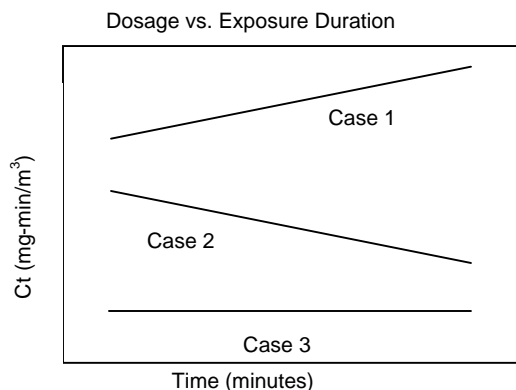 Dosage vs. Exposure Duration
Case 1
Case 2
Case 3
Ct (mg-min/m³)
Time (minutes)